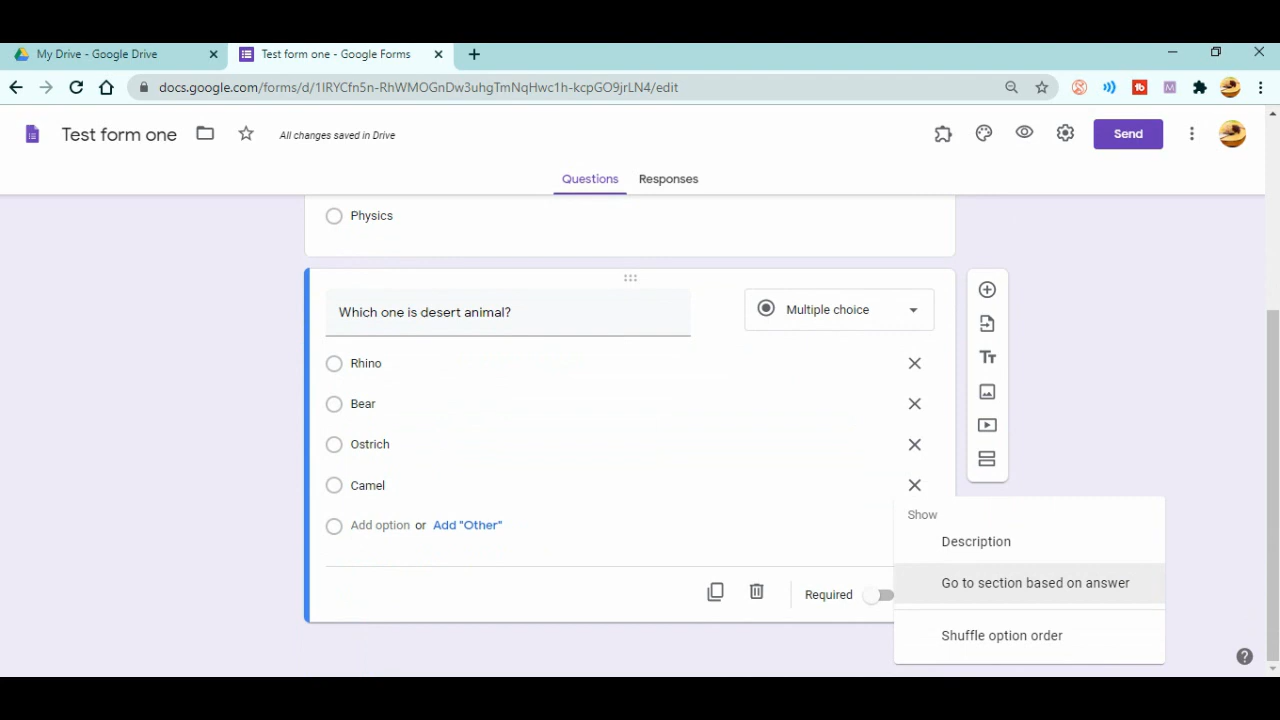 My Drive - Google Drive
Test form one - Google Forms
docs.google.com/forms/d/1IRYCfn5n-RhWMOGnDw3uhgTmNqHwc1h-kcpGO9jrLN4/edit
Test form one
All changes saved in Drive
Send
Questions
Responses
Physics
Which one is desert animal?
Multiple choice
Rhino
Bear
Ostrich
Camel
Add option or Add "Other"
Required
Show
Description
Go to section based on answer
Shuffle option order